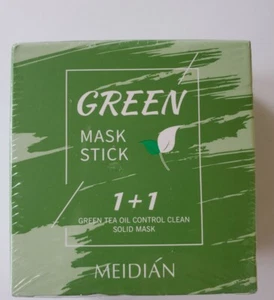 GREEN
MASK
STICK
1+1
GREEN TEA OIL CONTROL CLEAN
SOLID MASK
MEIDIÁN